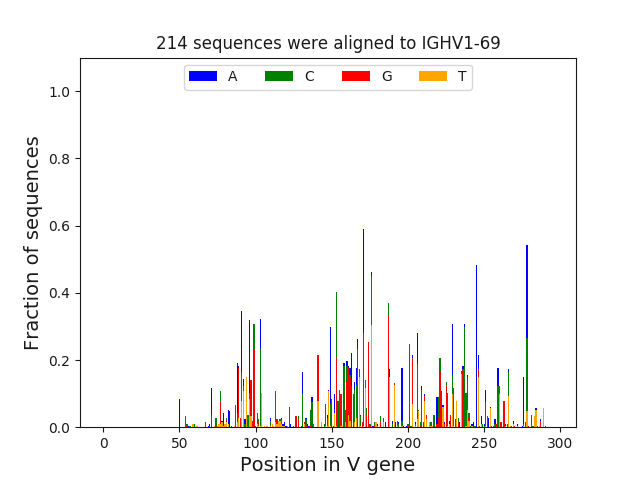 214 sequences were aligned to IGHV1-69
A C G T
1.0
0.8
0.6
0.4
0.2
0.0
Fraction of sequences
0 50 100 150 200 250 300
Position in V gene